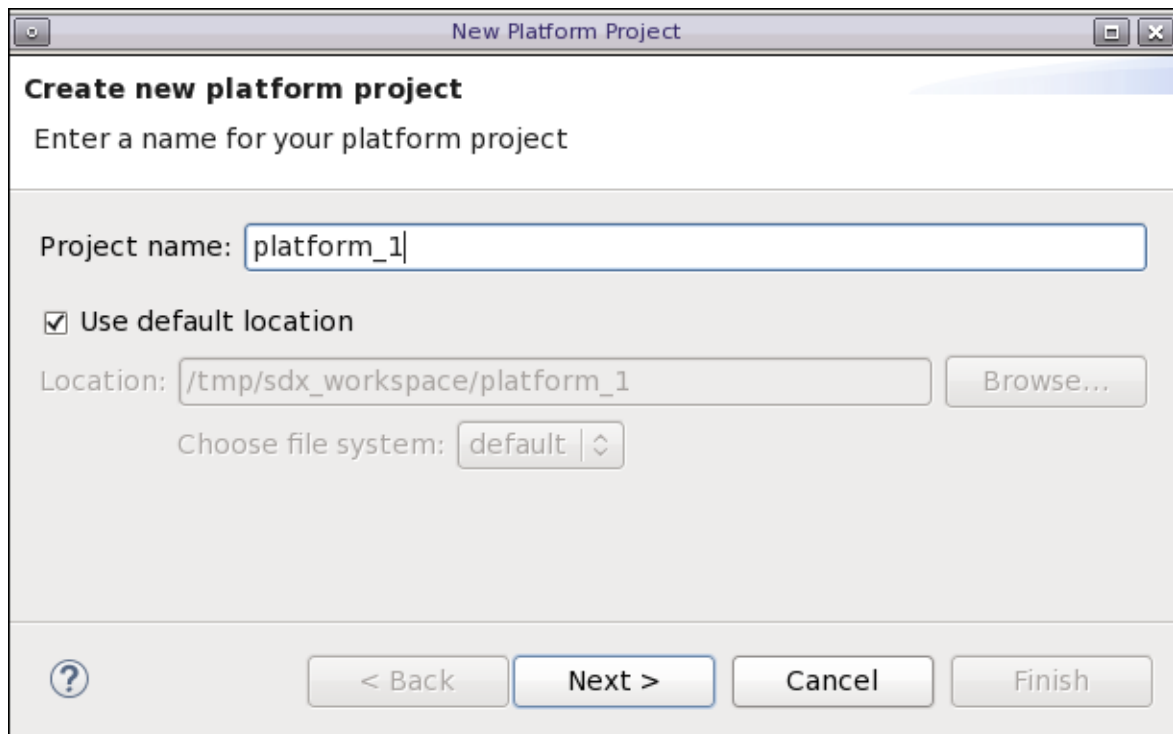 New Platform Project
Create new platform project
Enter a name for your platform project
Project name: platform_1
Use default location
Location: /tmp/sdx_workspace/platform_1 Browse...
Choose file system: default
? < Back Next > Cancel Finish